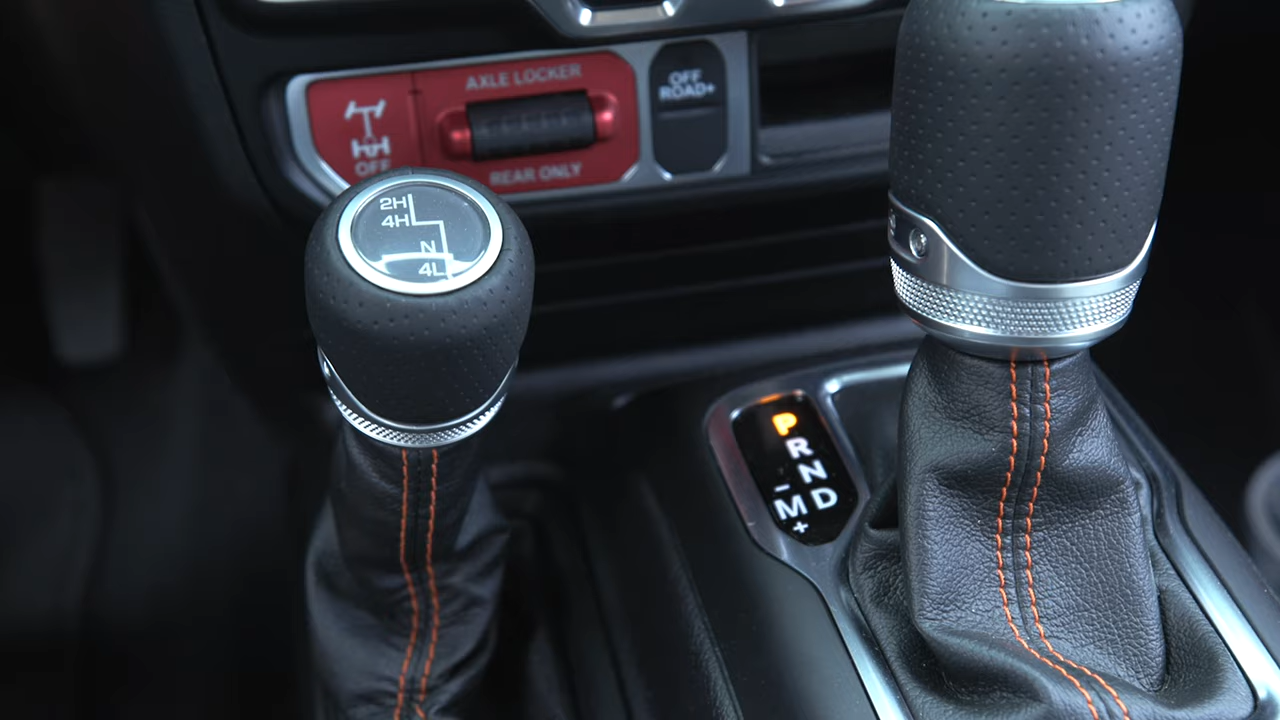 AXLE LOCKER
OFF
REAR ONLY
OFF
ROAD+
2H
4H
N
4L
P
R
N
D
-
M
+